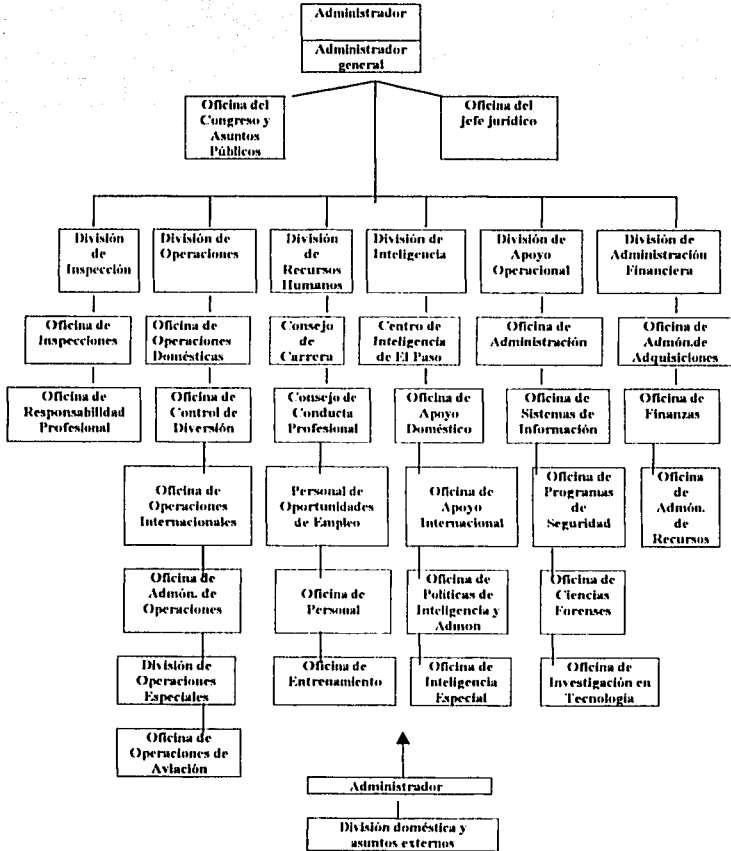 Administrador
Administrador
general
Oficina del
Congreso y
Asuntos
Públicos
Oficina del
jefe jurídico
División
de
Inspección
División de
Operaciones
División
de
Recursos
Humanos
División de
Inteligencia
División de
Apoyo
Operacional
División de
Administración
Financiera
Oficina de
Inspecciones
Oficina de
Operaciones
Domésticas
Consejo
de
Carrera
Centro de
Inteligencia
de El Paso
Oficina de
Administración
Oficina de
Admón.de
Adquisiciones
Oficina de
Responsabilidad
Profesional
Oficina de
Control de
Diversión
Consejo de
Conducta
Profesional
Oficina de
Apoyo
Doméstico
Oficina de
Sistemas de
Información
Oficina de
Finanzas
Oficina de
Operaciones
Internacionales
Personal de
Oportunidades
de Empleo
Oficina de
Apoyo
Internacional
Oficina de
Programas
de
Seguridad
Oficina
de
Admón. de
Recursos
Oficina de
Admón. de
Operaciones
Oficina de
Personal
Oficina de
Políticas de
Inteligencia y
Admon
Oficina de
Ciencias
Forenses
División de
Operaciones
Especiales
Oficina de
Entrenamiento
Oficina de
Inteligencia
Especial
Oficina de
Investigación en
Tecnología
Oficina de
Operaciones de
Aviación
Administrador
División doméstica y
asuntos externos